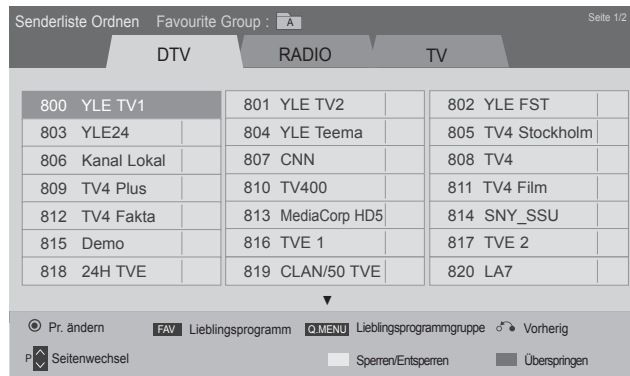 Senderliste Ordnen Favourite Group : A Seite 1/2
DTV RADIO TV
800 YLE TV1 801 YLE TV2 802 YLE FST
803 YLE24 804 YLE Teema 805 TV4 Stockholm
806 Kanal Lokal 807 CNN 808 TV4
809 TV4 Plus 810 TV400 811 TV4 Film
812 TV4 Fakta 813 MediaCorp HD5 814 SNY_SSU
815 Demo 816 TVE 1 817 TVE 2
818 24H TVE 819 CLAN/50 TVE 820 LA7
Pr. ändern FAV Lieblingsprogramm Q.MENU Lieblingsprogrammgruppe Vorherig
P Seitenwechsel Sperren/Entsperren Überspringen